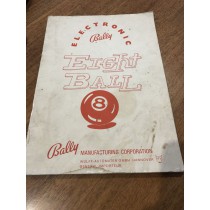 ELECTRONIC
Bally
EIGHT
BALL
8
Bally MANUFACTURING CORPORATION